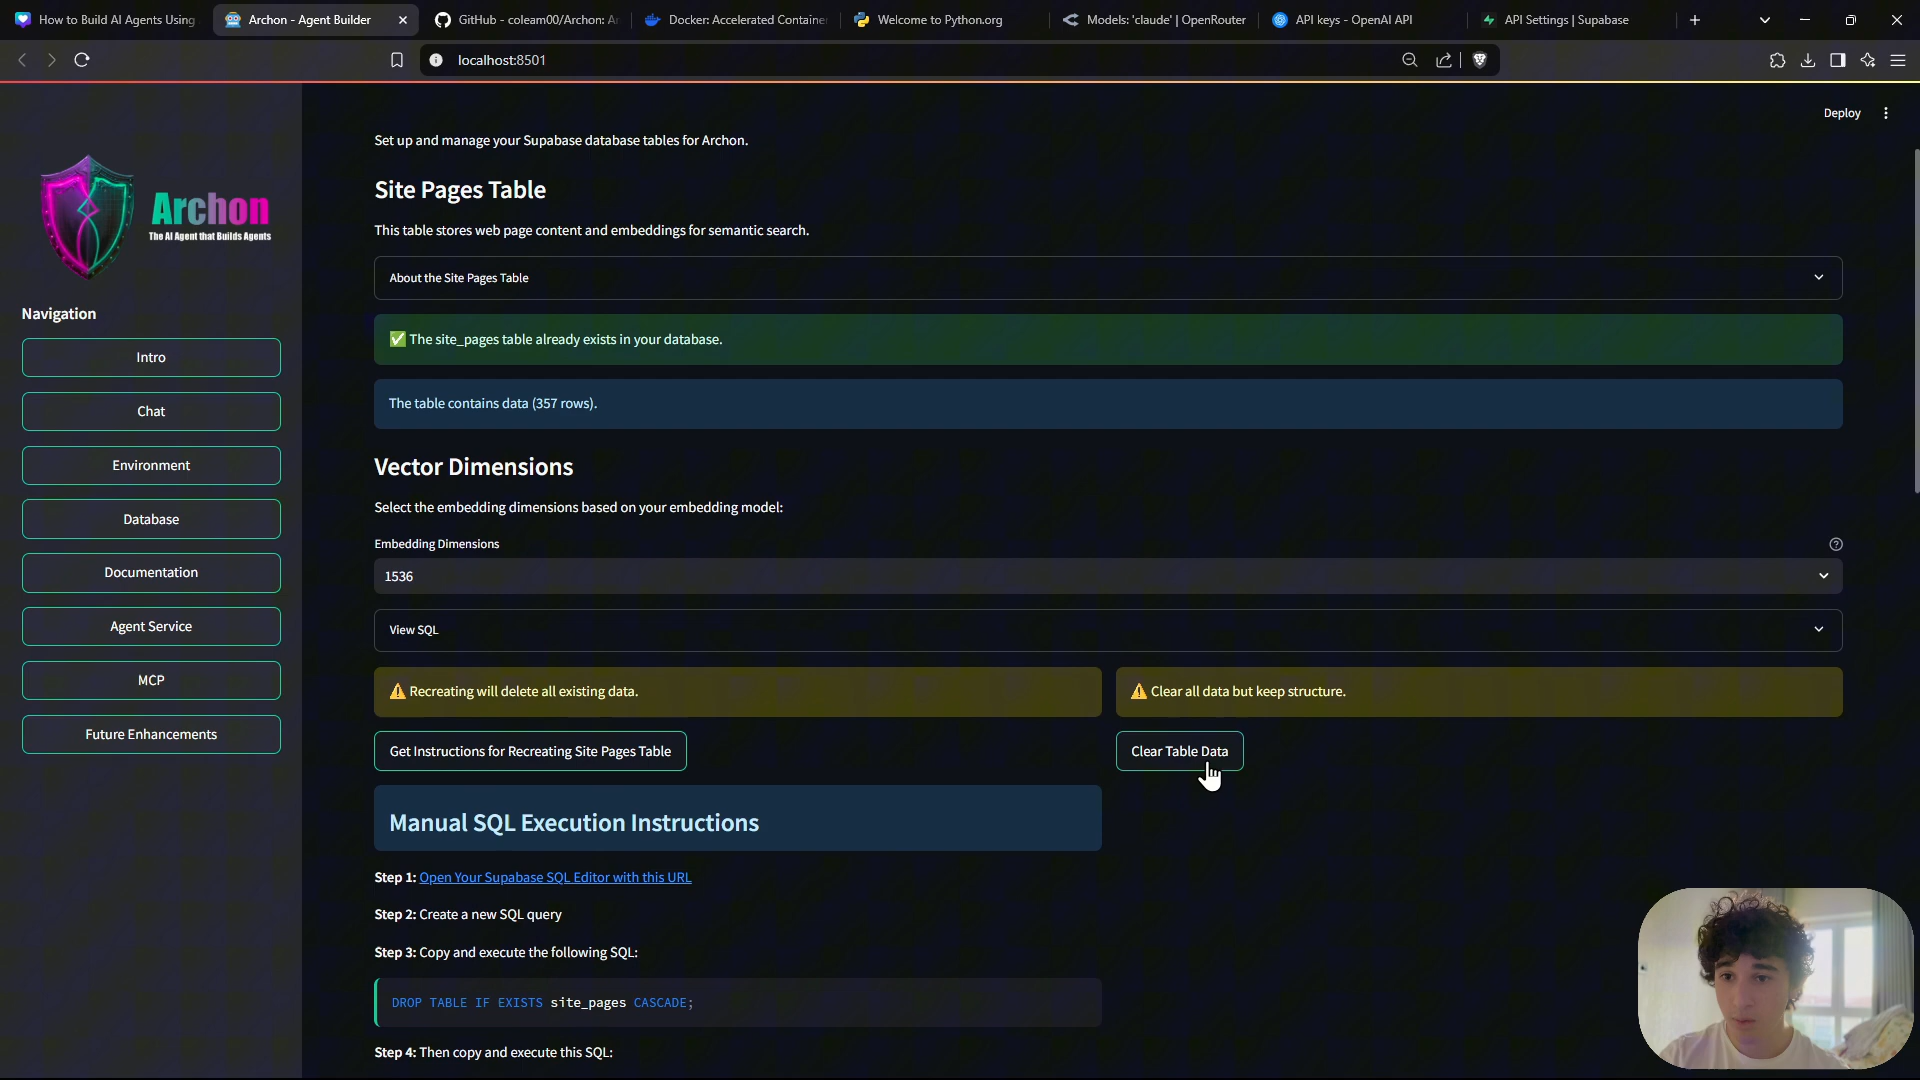 How to Build AI Agents Using
Archon - Agent Builder
GitHub - coleam00/Archon: A
Docker: Accelerated Container
Welcome to Python.org
Models: 'claude' | OpenRouter
API keys - OpenAI API
API Settings | Supabase
localhost:8501
Deploy
Archon
The AI Agent that Builds Agents
Navigation
Intro
Chat
Environment
Database
Documentation
Agent Service
MCP
Future Enhancements
Set up and manage your Supabase database tables for Archon.
Site Pages Table
This table stores web page content and embeddings for semantic search.
About the Site Pages Table
✅ The site_pages table already exists in your database.
The table contains data (357 rows).
Vector Dimensions
Select the embedding dimensions based on your embedding model:
Embedding Dimensions
1536
View SQL
⚠️ Recreating will delete all existing data.
⚠️ Clear all data but keep structure.
Get Instructions for Recreating Site Pages Table
Clear Table Data
Manual SQL Execution Instructions
Step 1: Open Your Supabase SQL Editor with this URL
Step 2: Create a new SQL query
Step 3: Copy and execute the following SQL:
DROP TABLE IF EXISTS site_pages CASCADE;
Step 4: Then copy and execute this SQL: